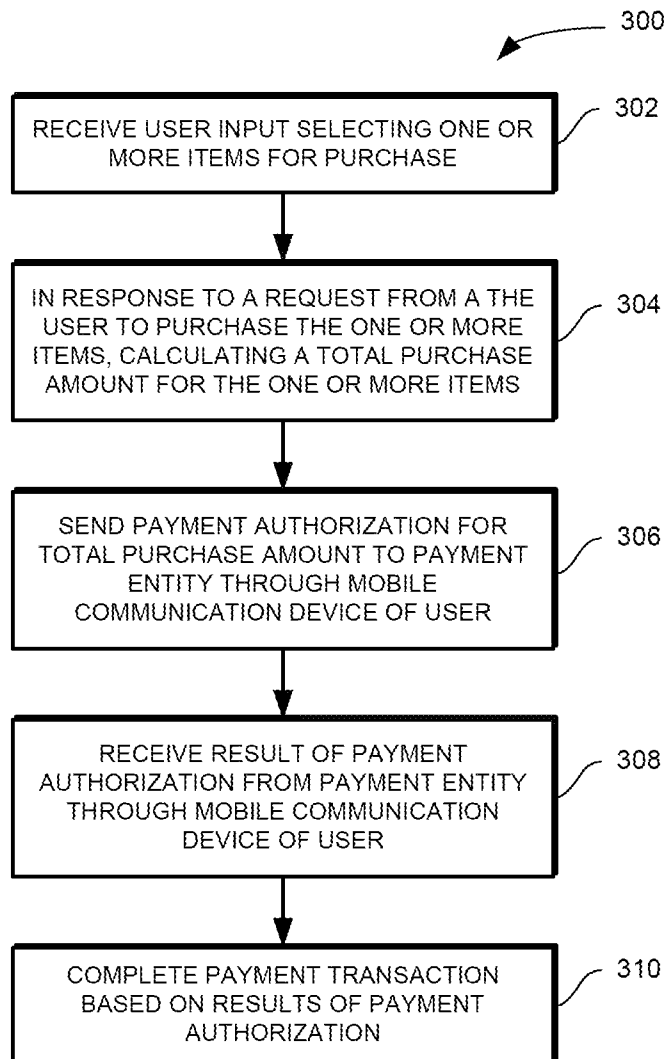 300
RECEIVE USER INPUT SELECTING ONE OR
MORE ITEMS FOR PURCHASE
302
IN RESPONSE TO A REQUEST FROM A THE
USER TO PURCHASE THE ONE OR MORE
ITEMS, CALCULATING A TOTAL PURCHASE
AMOUNT FOR THE ONE OR MORE ITEMS
304
SEND PAYMENT AUTHORIZATION FOR
TOTAL PURCHASE AMOUNT TO PAYMENT
ENTITY THROUGH MOBILE
COMMUNICATION DEVICE OF USER
306
RECEIVE RESULT OF PAYMENT
AUTHORIZATION FROM PAYMENT ENTITY
THROUGH MOBILE COMMUNICATION
DEVICE OF USER
308
COMPLETE PAYMENT TRANSACTION
BASED ON RESULTS OF PAYMENT
AUTHORIZATION
310